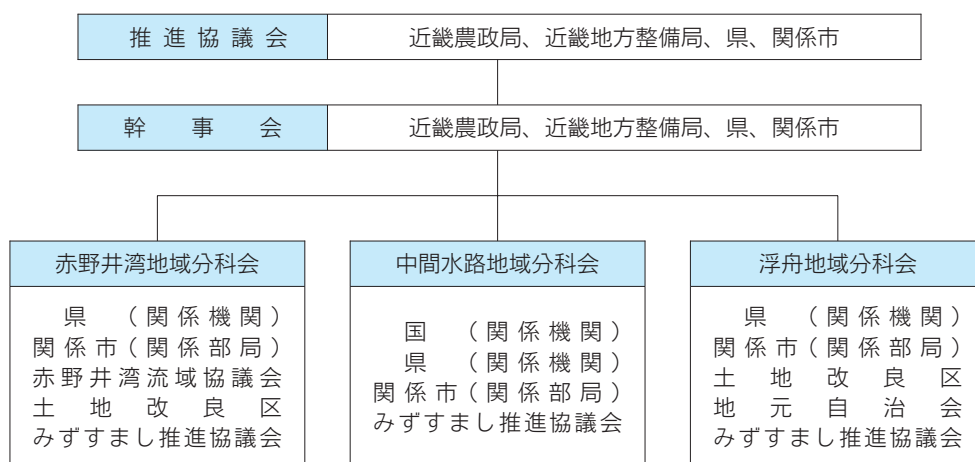 推進協議会 近畿農政局、近畿地方整備局、県、関係市
幹事会 近畿農政局、近畿地方整備局、県、関係市
赤野井湾地域分科会
県（関係機関）
関係市（関係部局）
赤野井湾流域協議会
土地改良区
みずすまし推進協議会
中間水路地域分科会
国（関係機関）
県（関係機関）
関係市（関係部局）
みずすまし推進協議会
浮舟地域分科会
県（関係機関）
関係市（関係部局）
土地改良区
地元自治会
みずすまし推進協議会